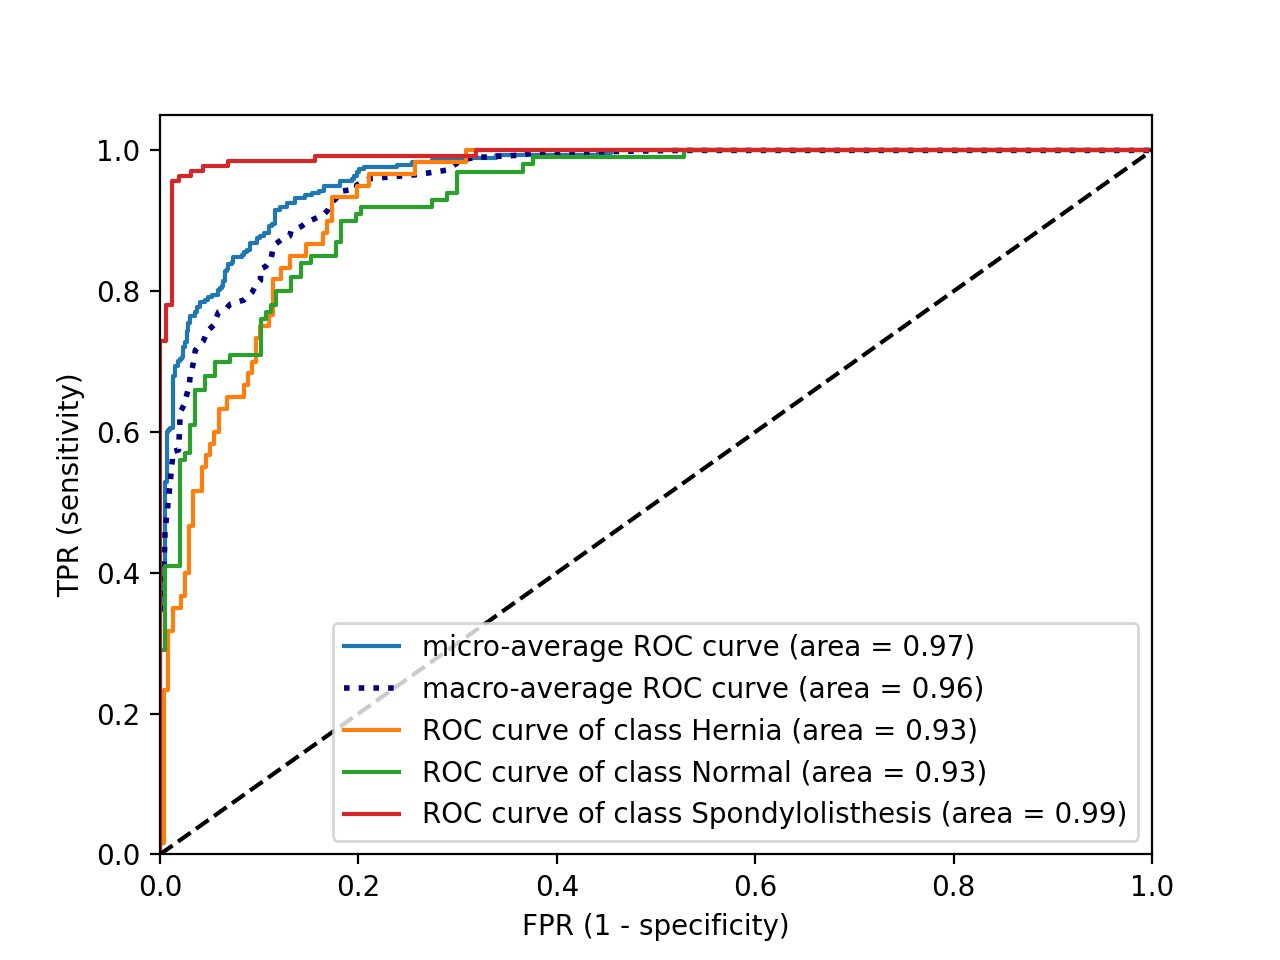 1.0
0.8
0.6
0.4
0.2
0.0
TPR (sensitivity)
micro-average ROC curve (area = 0.97)
macro-average ROC curve (area = 0.96)
ROC curve of class Hernia (area = 0.93)
ROC curve of class Normal (area = 0.93)
ROC curve of class Spondylolisthesis (area = 0.99)
0.0 0.2 0.4 0.6 0.8 1.0
FPR (1 - specificity)